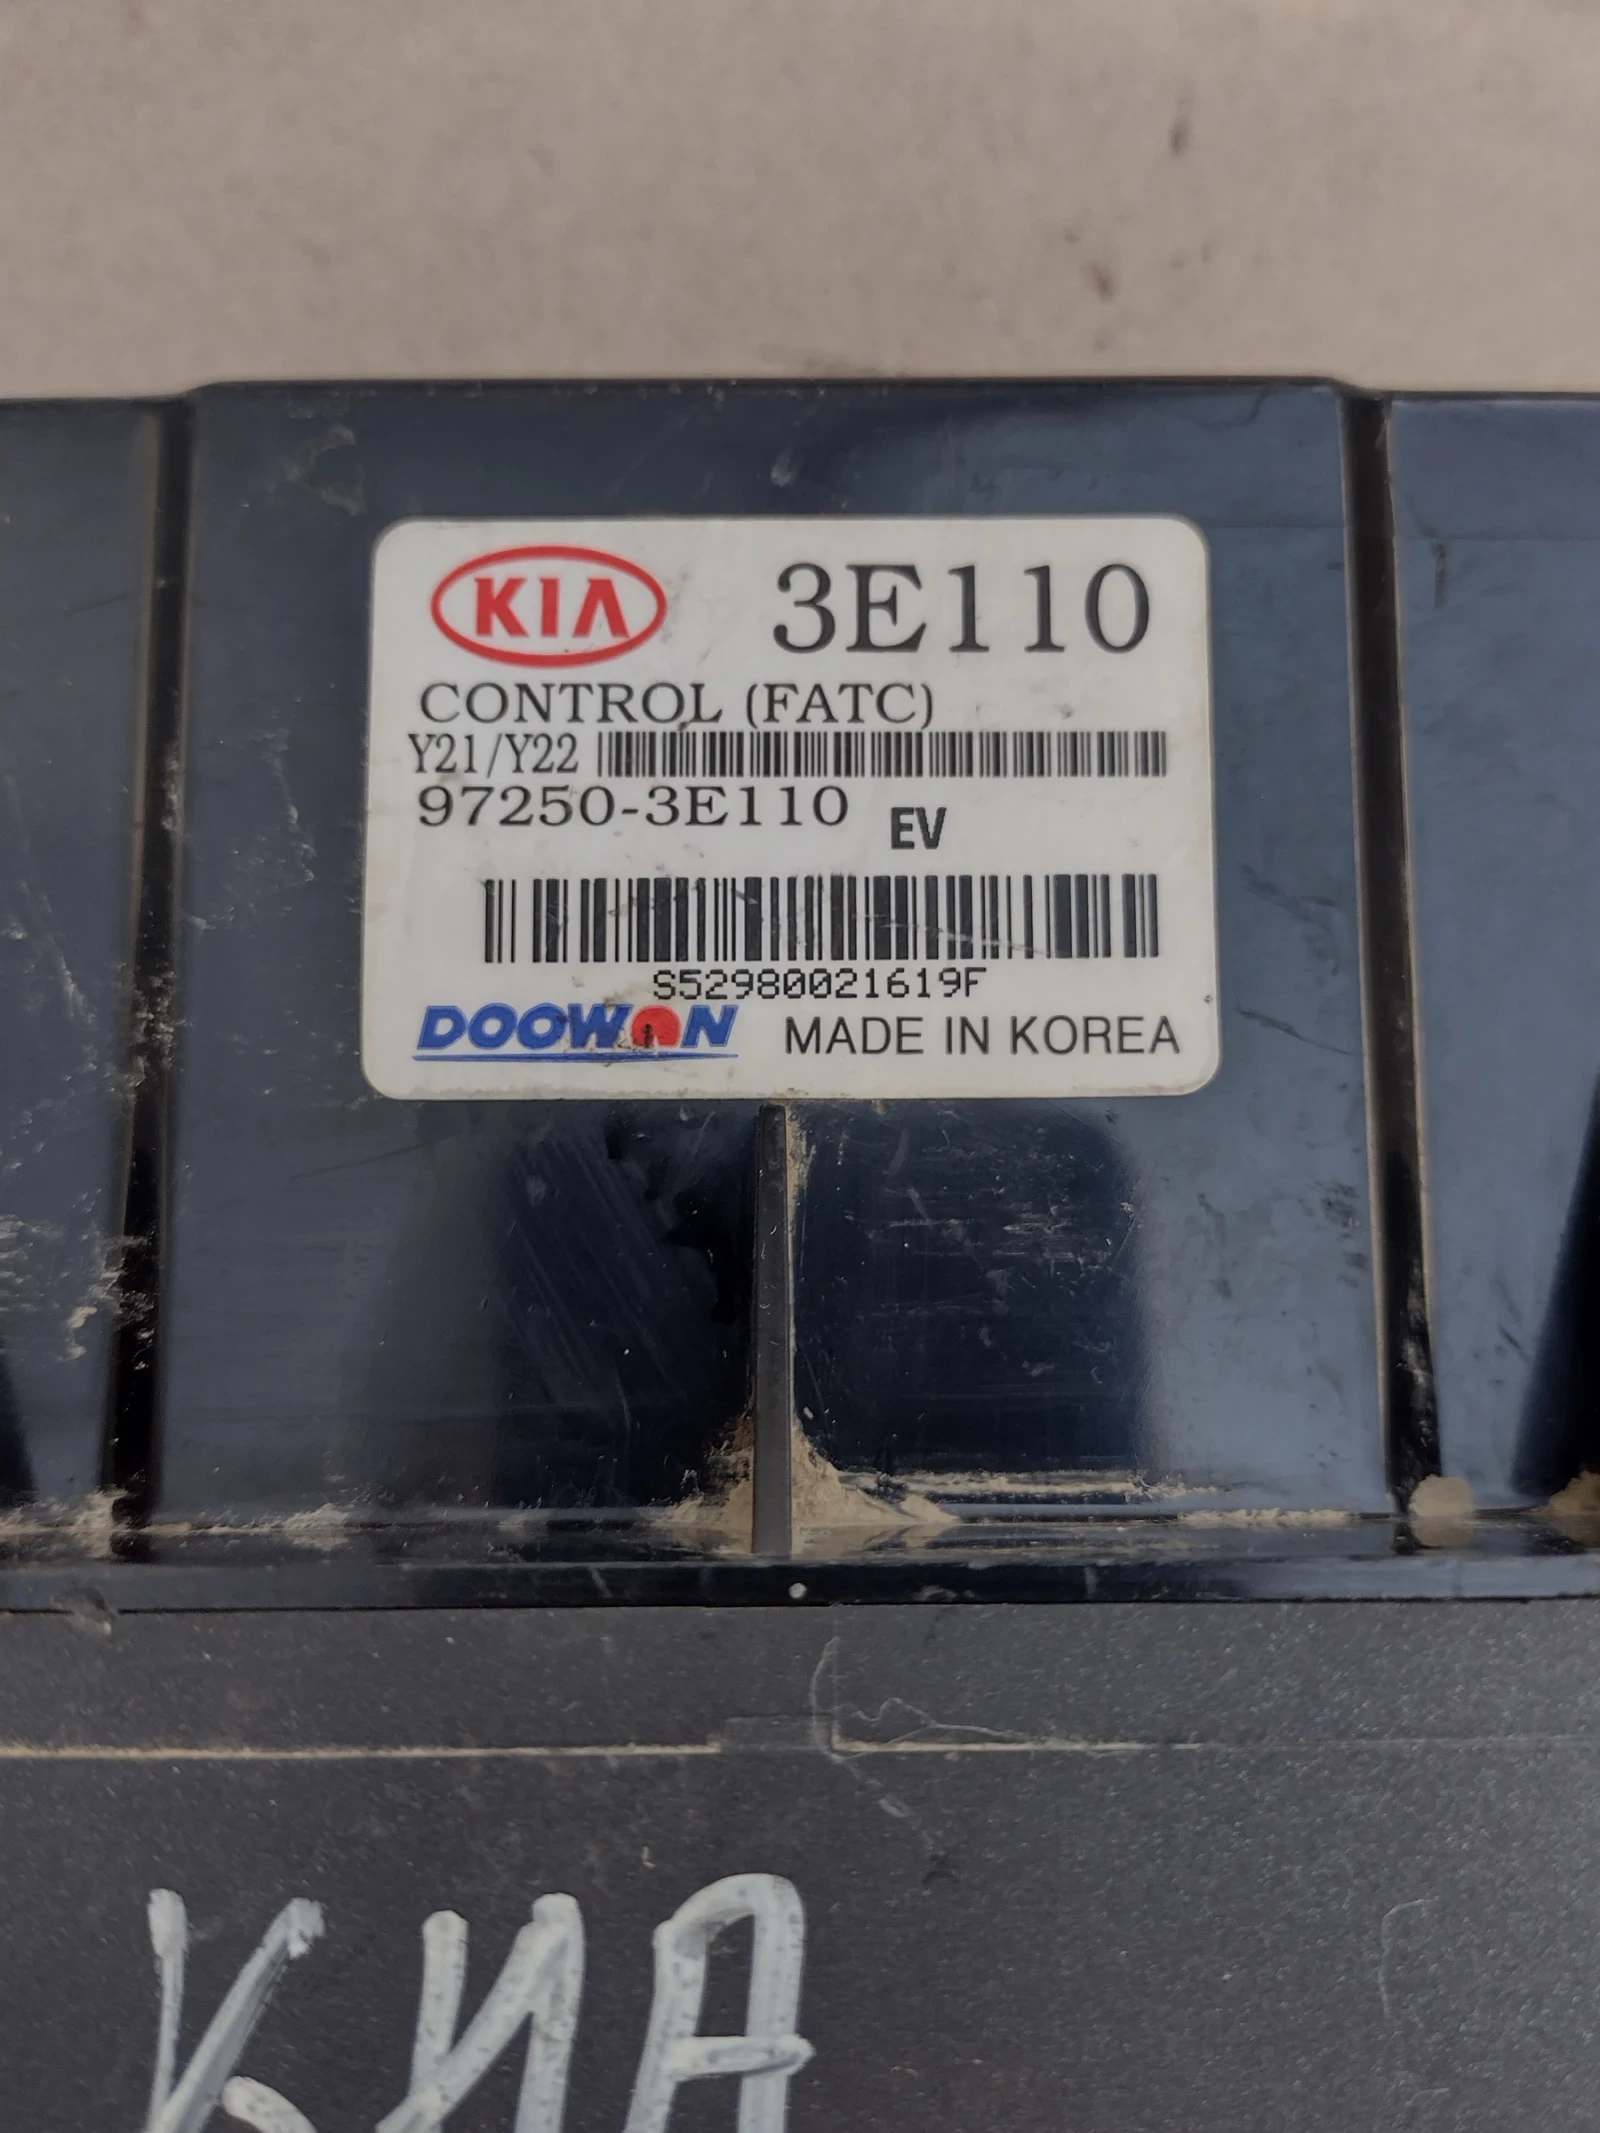 KIA 3E110
CONTROL (FATC)
Y21/Y22
97250-3E110 EV
S52980021619F
DOOWON MADE IN KOREA
КИА